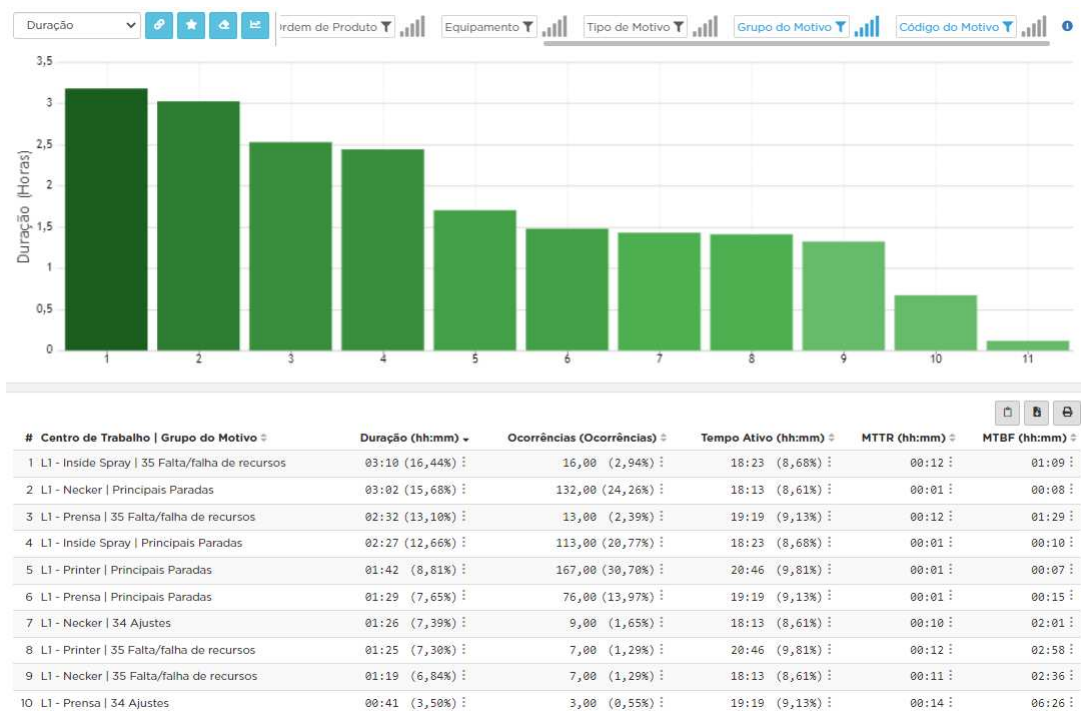 Duração rdem de Produto Equipamento Tipo de Motivo Grupo do Motivo Código do Motivo
3,5
3
2,5
2
1,5
1
0,5
0
Duração (Horas)
1 2 3 4 5 6 7 8 9 10 11
# Centro de Trabalho | Grupo do Motivo Duração (hh:mm) Ocorrências (Ocorrências) Tempo Ativo (hh:mm) MTTR (hh:mm) MTBF (hh:mm)
1 L1 - Inside Spray | 35 Falta/falha de recursos 03:10 (16,44%) 16,00 (2,94%) 18:23 (8,68%) 00:12 01:09
2 L1 - Necker | Principais Paradas 03:02 (15,68%) 132,00 (24,26%) 18:13 (8,61%) 00:01 00:08
3 L1 - Prensa | 35 Falta/falha de recursos 02:32 (13,10%) 13,00 (2,39%) 19:19 (9,13%) 00:12 01:29
4 L1 - Inside Spray | Principais Paradas 02:27 (12,66%) 113,00 (20,77%) 18:23 (8,68%) 00:01 00:10
5 L1 - Printer | Principais Paradas 01:42 (8,81%) 167,00 (30,70%) 20:46 (9,81%) 00:01 00:07
6 L1 - Prensa | Principais Paradas 01:29 (7,65%) 76,00 (13,97%) 19:19 (9,13%) 00:01 00:15
7 L1 - Necker | 34 Ajustes 01:26 (7,39%) 9,00 (1,65%) 18:13 (8,61%) 00:10 02:01
8 L1 - Printer | 35 Falta/falha de recursos 01:25 (7,30%) 7,00 (1,29%) 20:46 (9,81%) 00:12 02:58
9 L1 - Necker | 35 Falta/falha de recursos 01:19 (6,84%) 7,00 (1,29%) 18:13 (8,61%) 00:11 02:36
10 L1 - Prensa | 34 Ajustes 00:41 (3,50%) 3,00 (0,55%) 19:19 (9,13%) 00:14 06:26